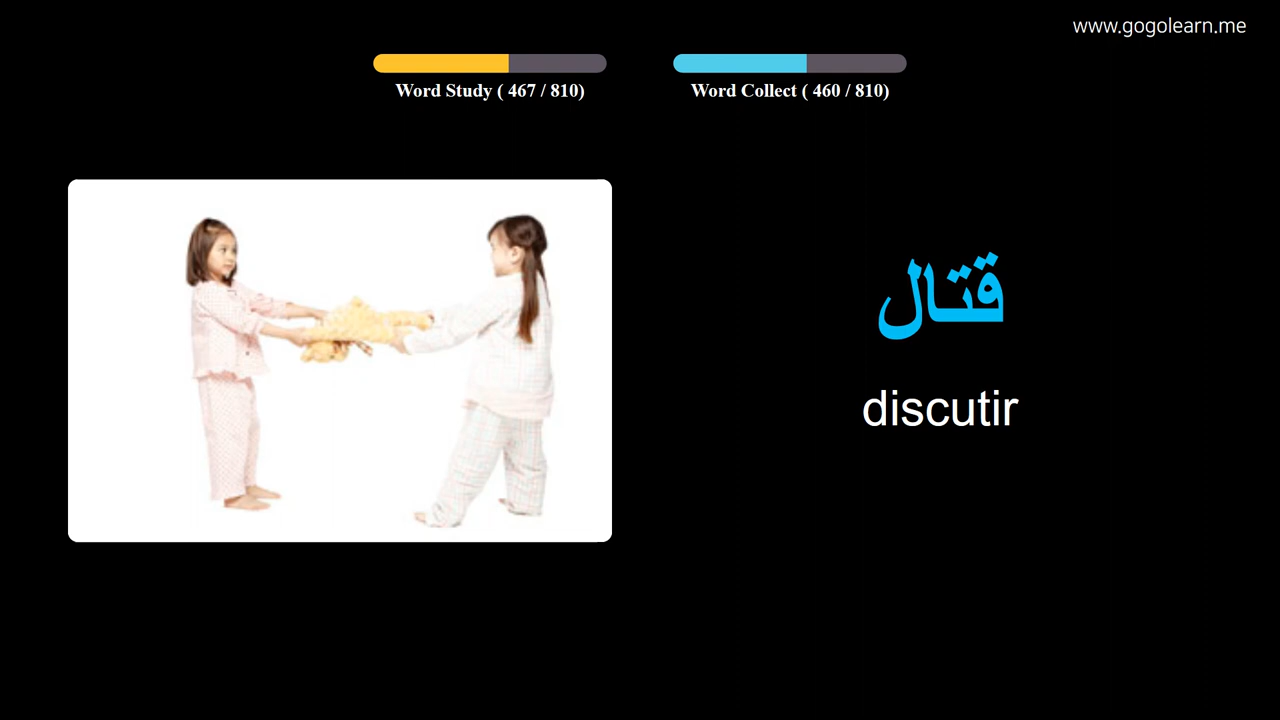 www.gogolearn.me
Word Study ( 467 / 810)
Word Collect ( 460 / 810)
قتال
discutir